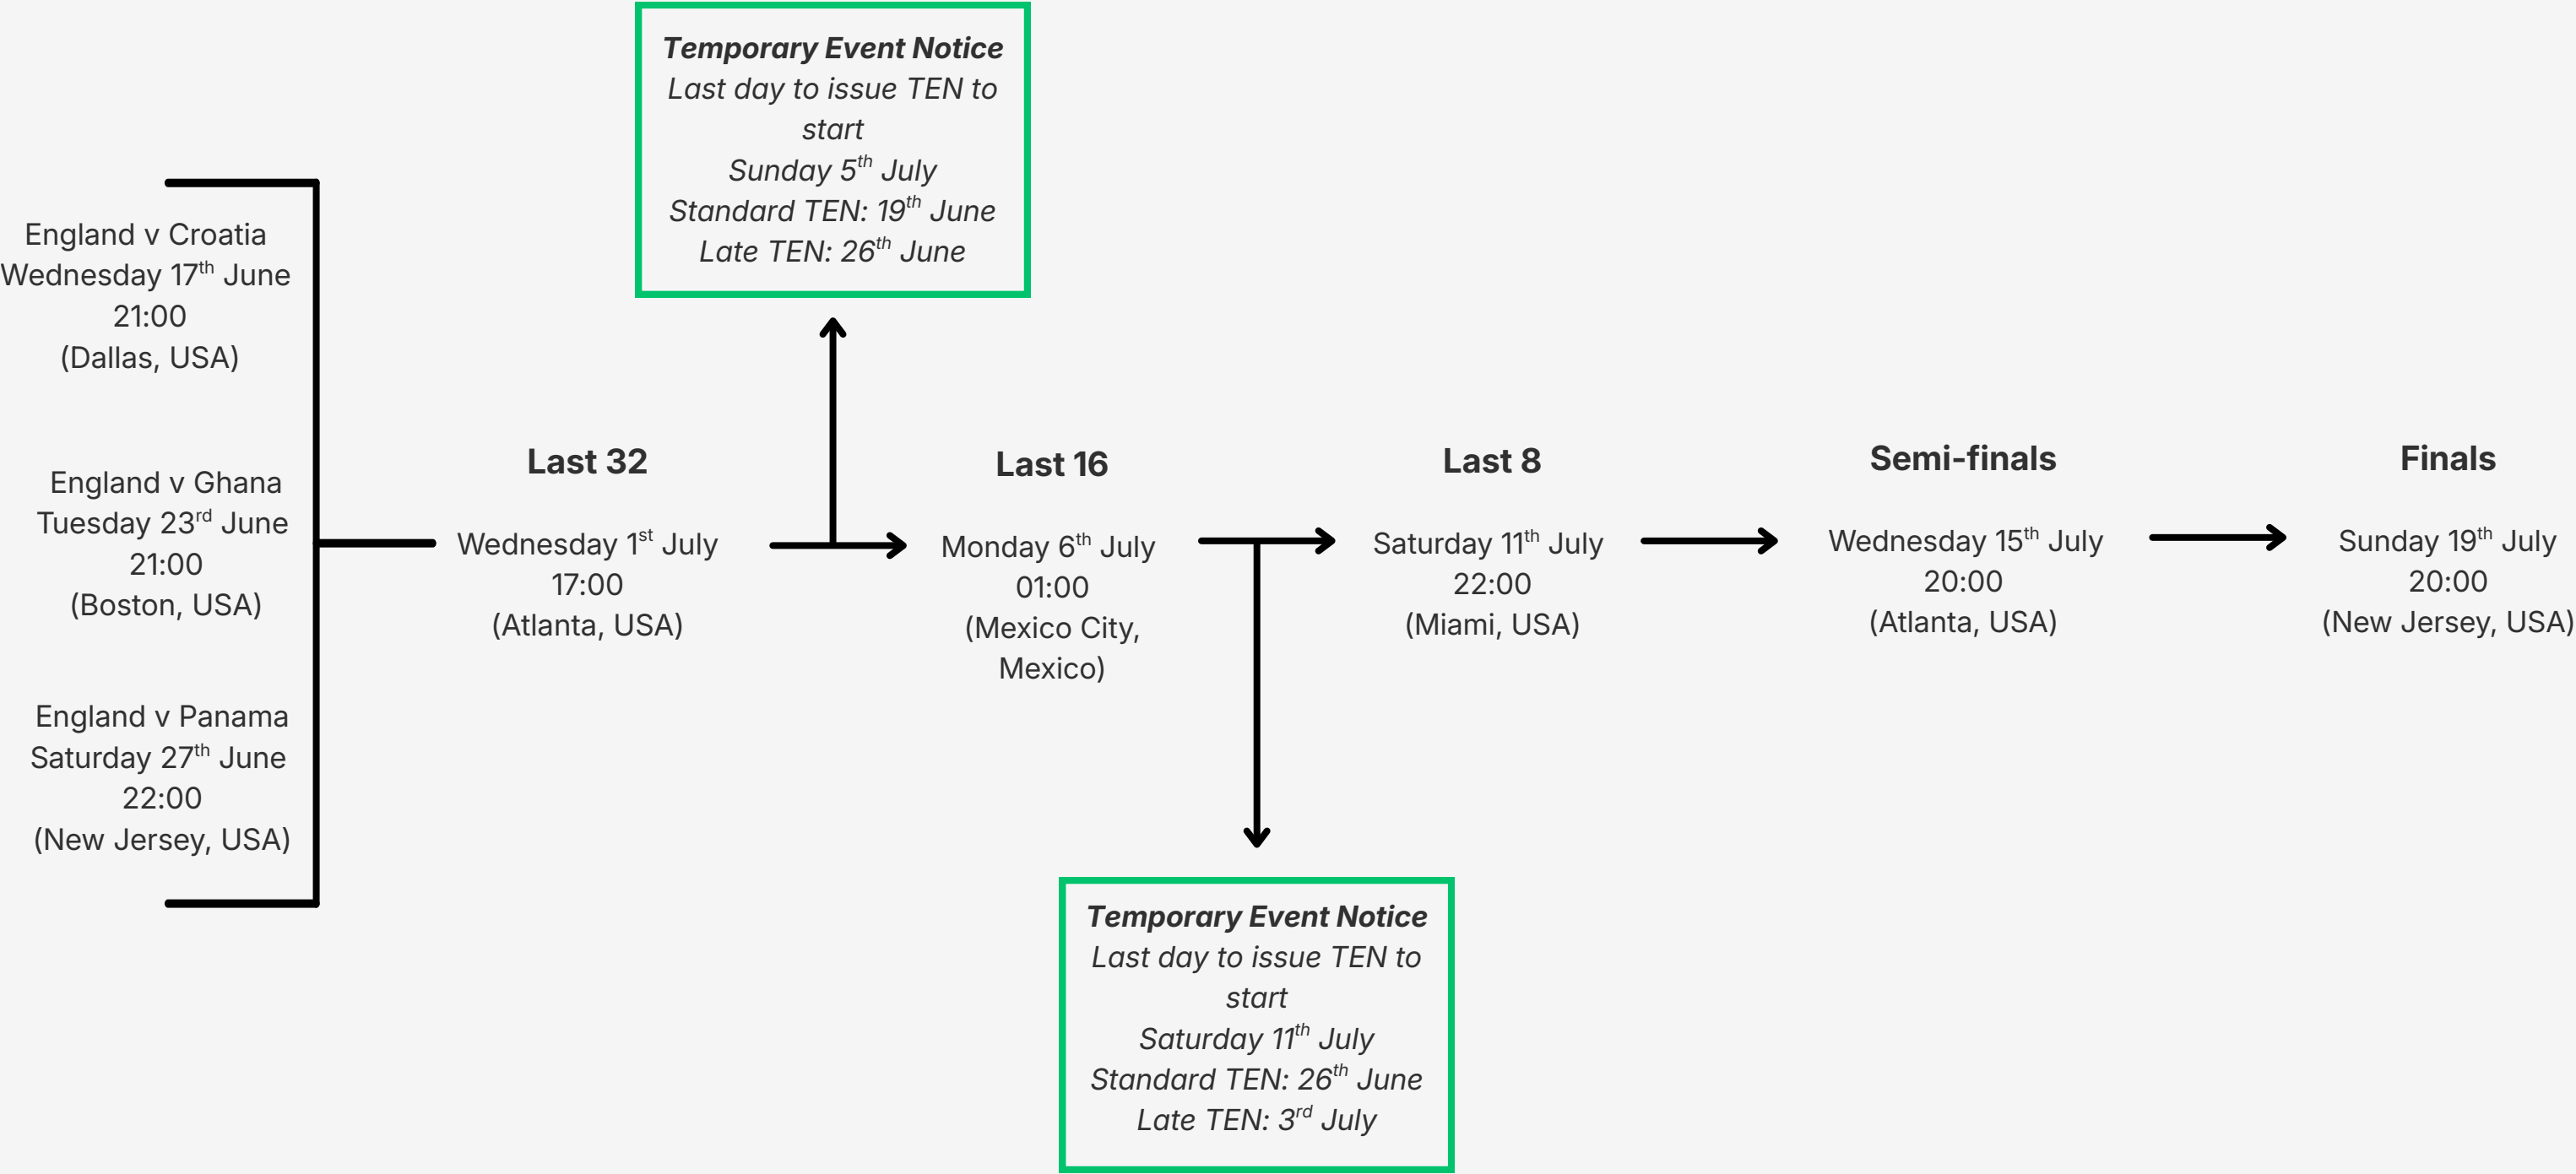 Temporary Event Notice
Last day to issue TEN to
start
Sunday 5th July
Standard TEN: 19th June
Late TEN: 26th June
England v Croatia
Wednesday 17th June
21:00
(Dallas, USA)
England v Ghana
Tuesday 23rd June
21:00
(Boston, USA)
England v Panama
Saturday 27th June
22:00
(New Jersey, USA)
Last 32
Wednesday 1st July
17:00
(Atlanta, USA)
Last 16
Monday 6th July
01:00
(Mexico City,
Mexico)
Last 8
Saturday 11th July
22:00
(Miami, USA)
Semi-finals
Wednesday 15th July
20:00
(Atlanta, USA)
Finals
Sunday 19th July
20:00
(New Jersey, USA)
Temporary Event Notice
Last day to issue TEN to
start
Saturday 11th July
Standard TEN: 26th June
Late TEN: 3rd July